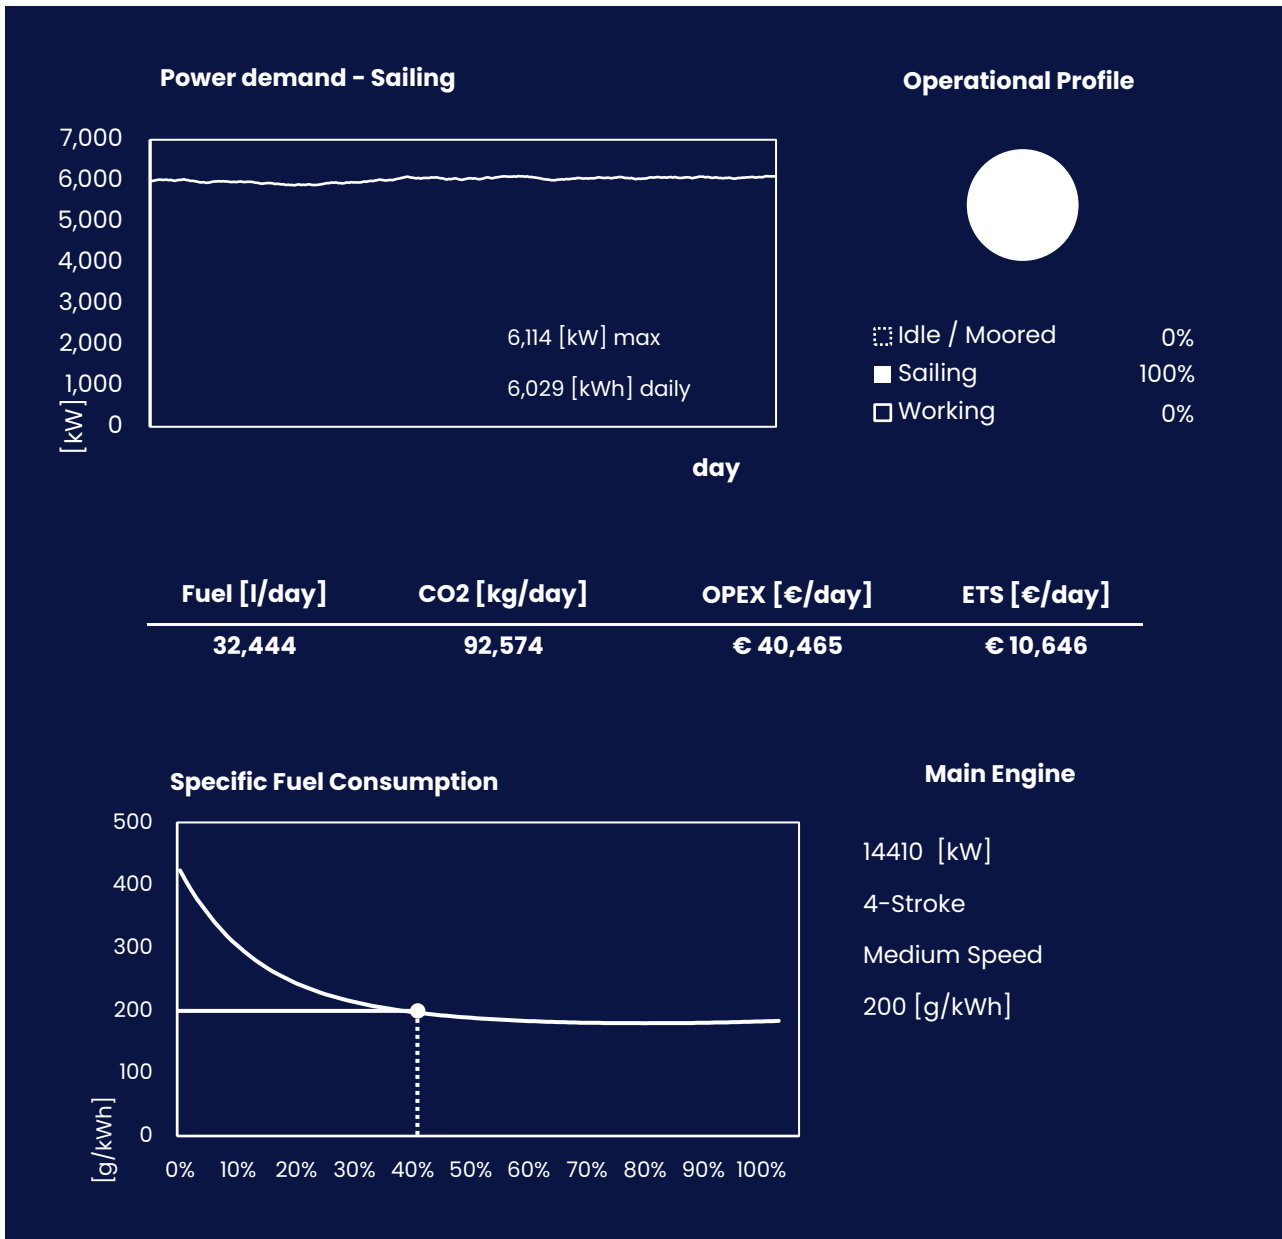 Power demand - Sailing
Operational Profile
7,000
6,000
5,000
4,000
3,000
2,000
1,000
0
[kW]
6,114 [kW] max
6,029 [kWh] daily
day
Idle / Moored 0%
Sailing 100%
Working 0%
Fuel [l/day] CO2 [kg/day] OPEX [€/day] ETS [€/day]
32,444 92,574 € 40,465 € 10,646
Specific Fuel Consumption
Main Engine
500
400
300
200
100
0
[g/kWh]
0% 10% 20% 30% 40% 50% 60% 70% 80% 90% 100%
14410 [kW]
4-Stroke
Medium Speed
200 [g/kWh]